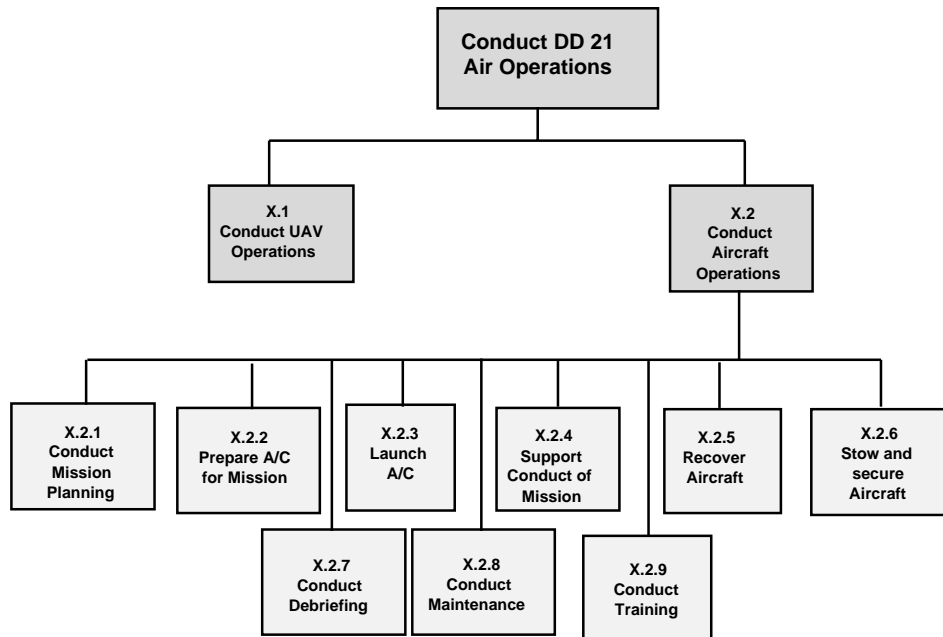 Conduct DD 21
Air Operations
X.1
Conduct UAV
Operations
X.2
Conduct
Aircraft
Operations
X.2.1
Conduct
Mission
Planning
X.2.2
Prepare A/C
for Mission
X.2.3
Launch
A/C
X.2.4
Support
Conduct of
Mission
X.2.5
Recover
Aircraft
X.2.6
Stow and
secure
Aircraft
X.2.7
Conduct
Debriefing
X.2.8
Conduct
Maintenance
X.2.9
Conduct
Training